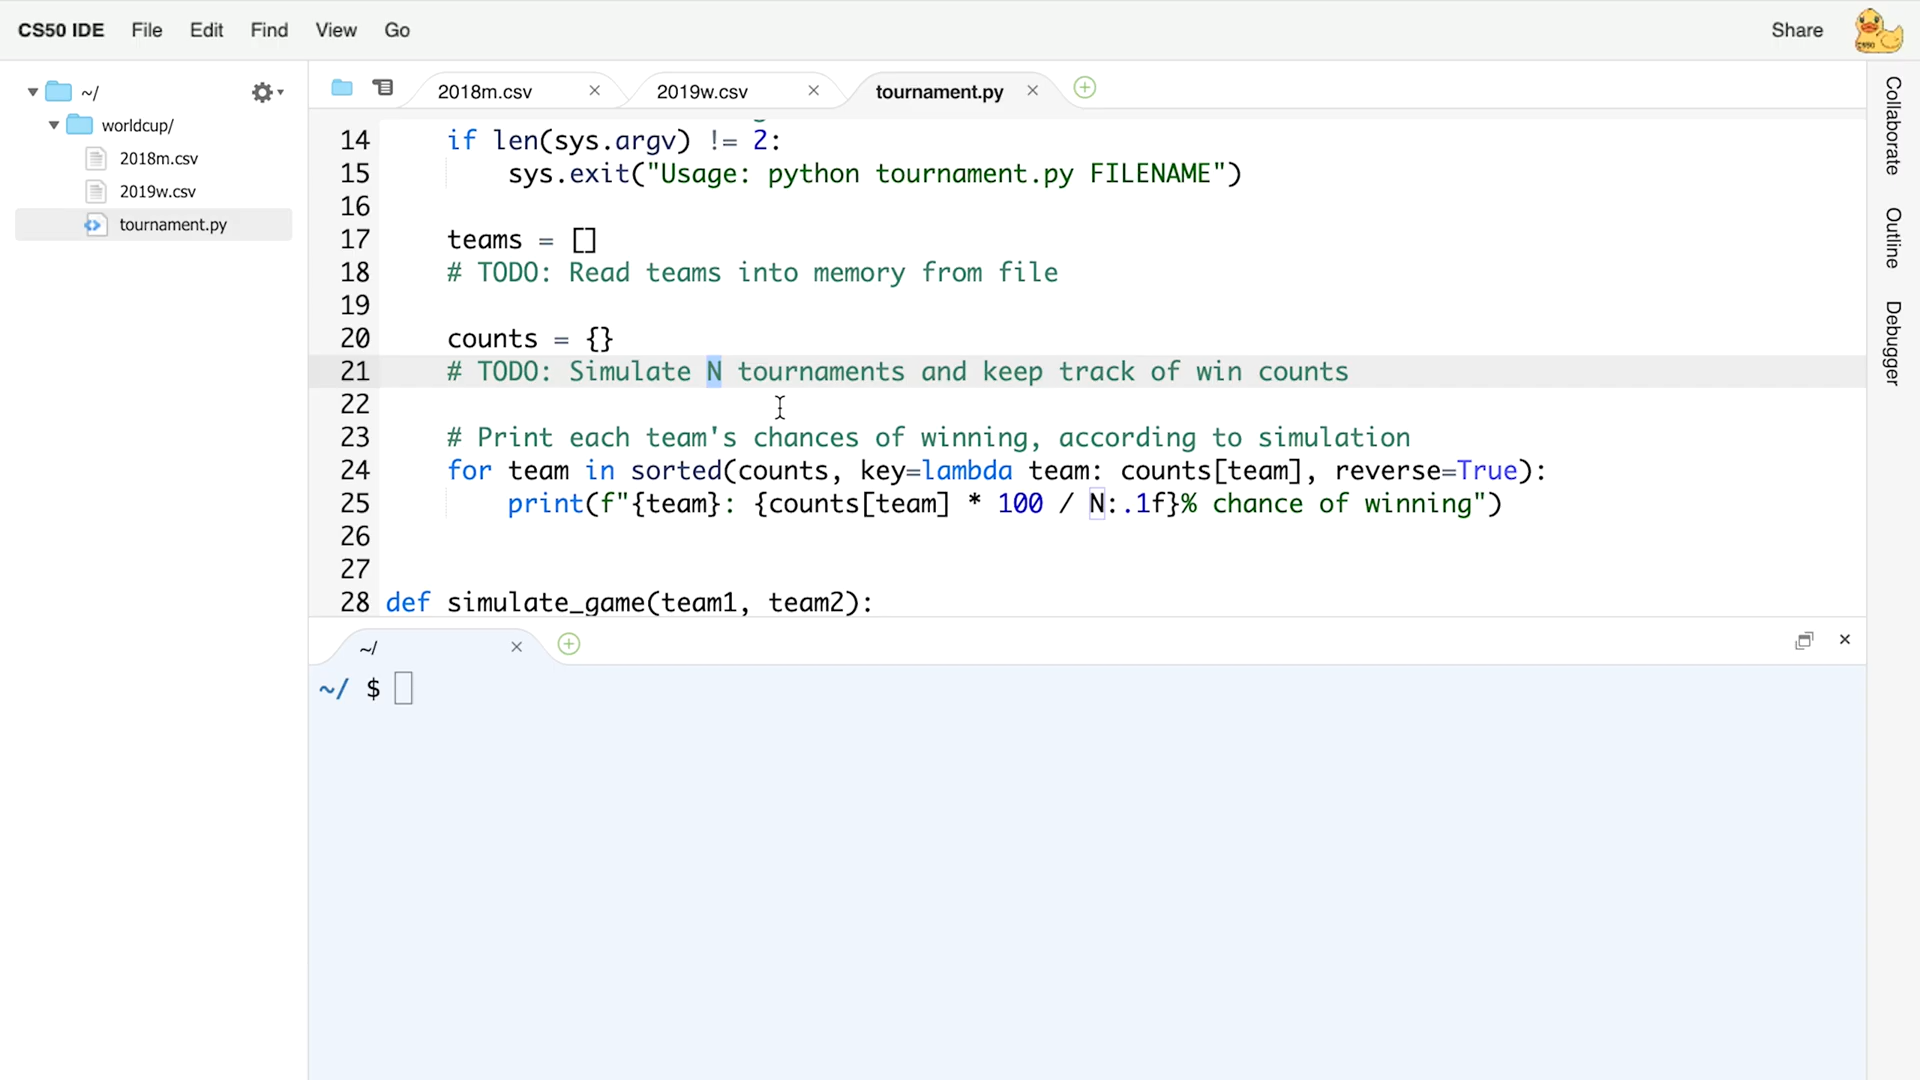 CS50 IDE File Edit Find View Go Share
~/
worldcup/
2018m.csv
2019w.csv
tournament.py
2018m.csv 2019w.csv tournament.py
14 if len(sys.argv) != 2:
15 sys.exit("Usage: python tournament.py FILENAME")
16
17 teams = []
18 # TODO: Read teams into memory from file
19
20 counts = {}
21 # TODO: Simulate N tournaments and keep track of win counts
22
23 # Print each team's chances of winning, according to simulation
24 for team in sorted(counts, key=lambda team: counts[team], reverse=True):
25 print(f"{team}: {counts[team] * 100 / N:.1f}% chance of winning")
26
27
28 def simulate_game(team1, team2):
~/
~/ $
Collaborate
Outline
Debugger
CS50